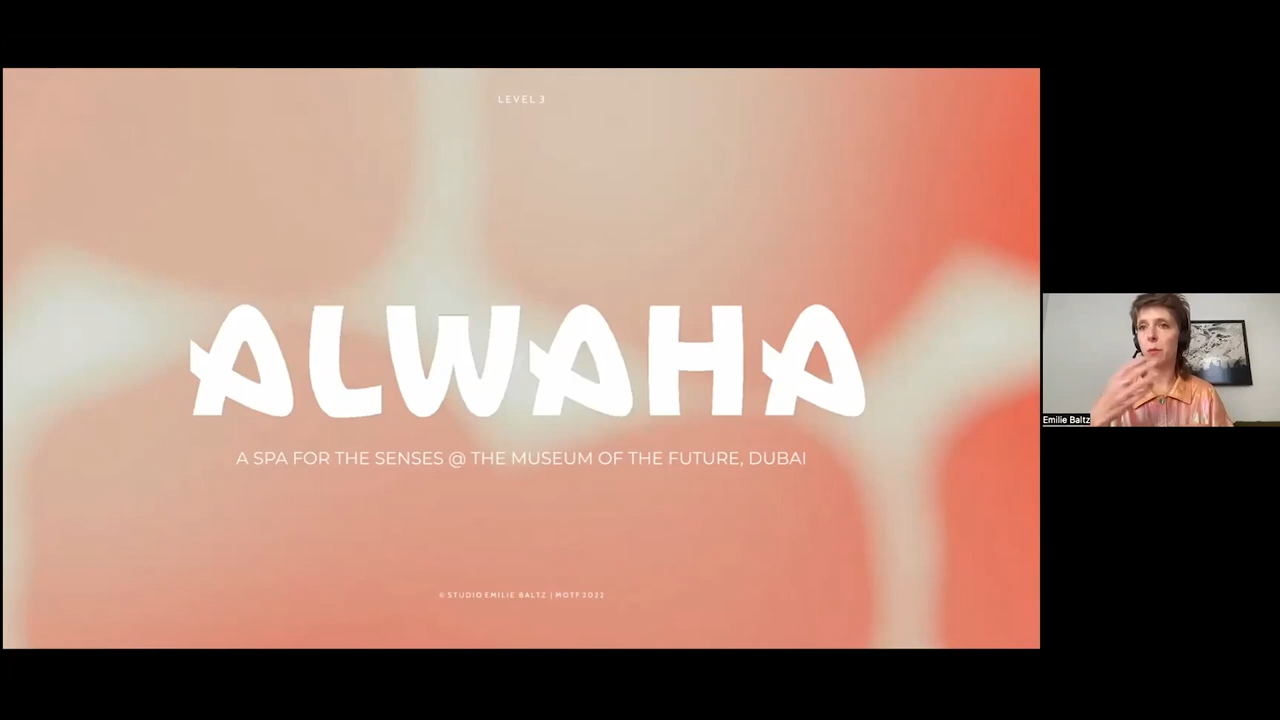 LEVEL 3
ALWAHA
A SPA FOR THE SENSES @ THE MUSEUM OF THE FUTURE, DUBAI
© STUDIO EMILIE BALTZ | MOTF 2022
Emilie Baltz